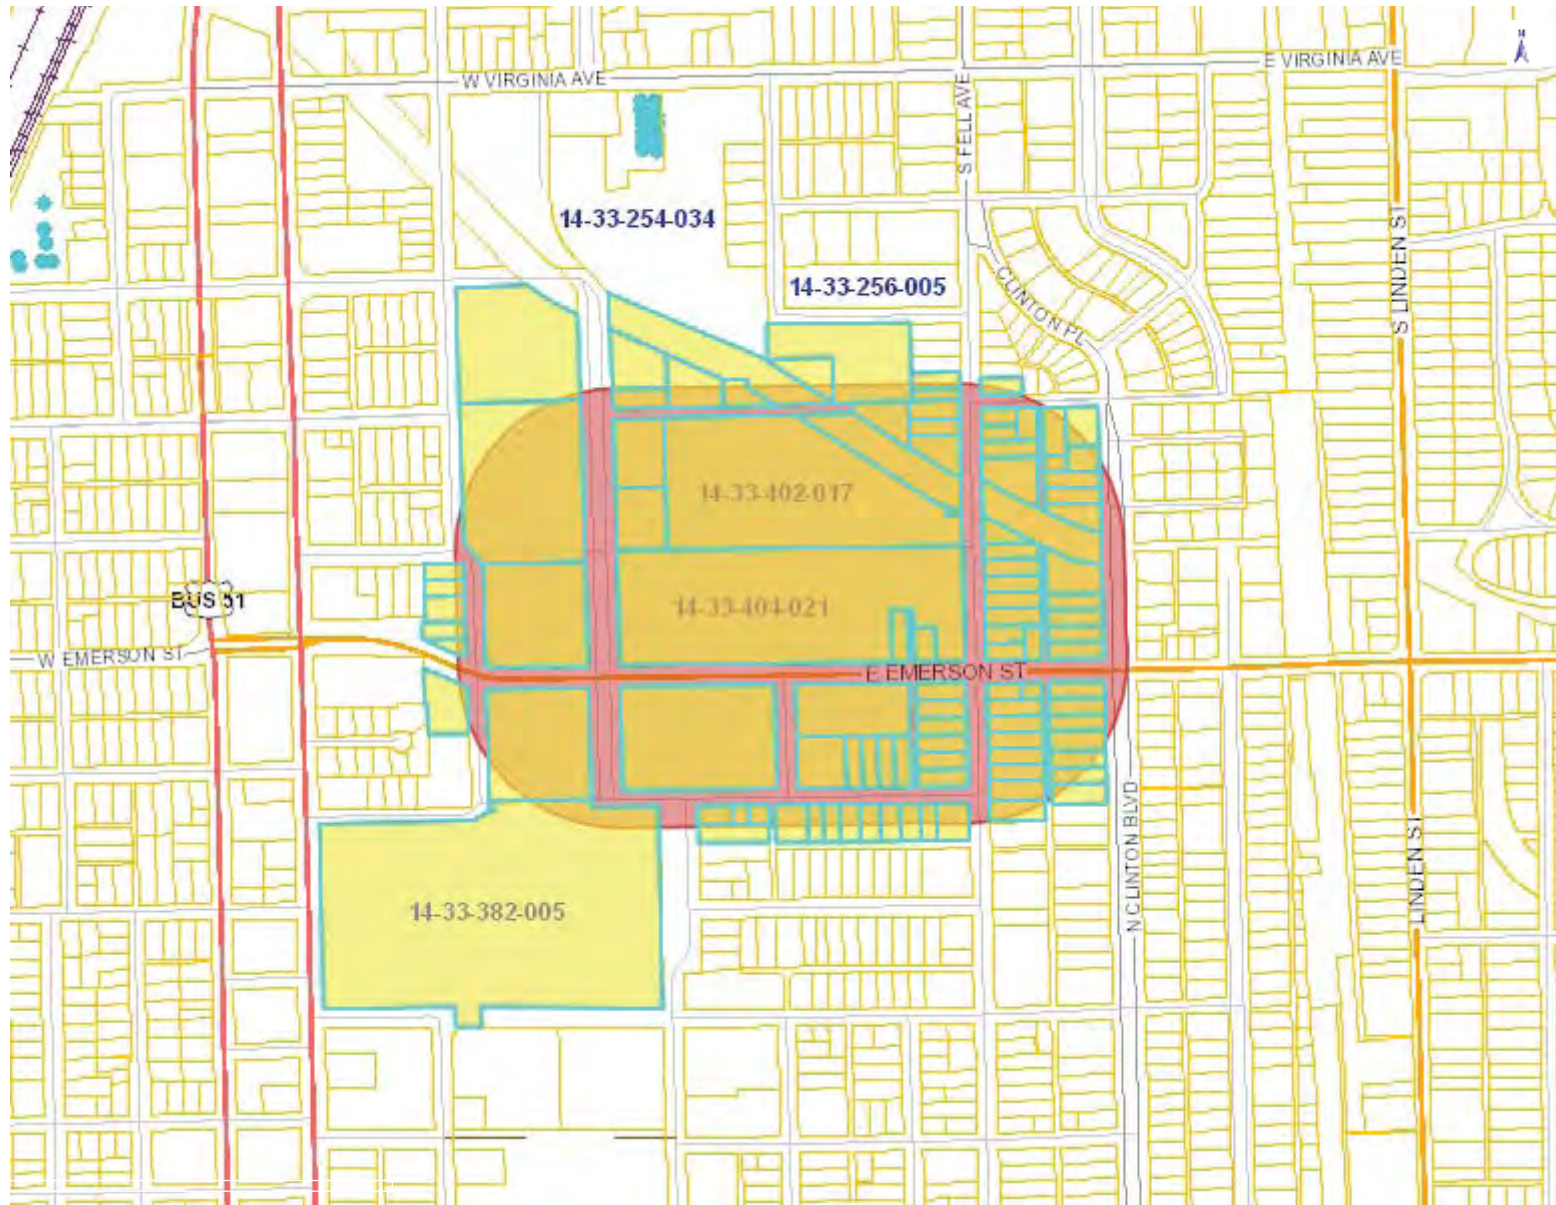 N
E VIRGINIA AVE
W VIRGINIA AVE
S FELL AVE
14-33-254-034
S LINDEN ST
14-33-256-005
CLINTON PL
14-33-402-017
BUS 51
14-33-404-021
W EMERSON ST
E EMERSON ST
N CLINTON BLVD
LINDEN ST
14-33-382-005